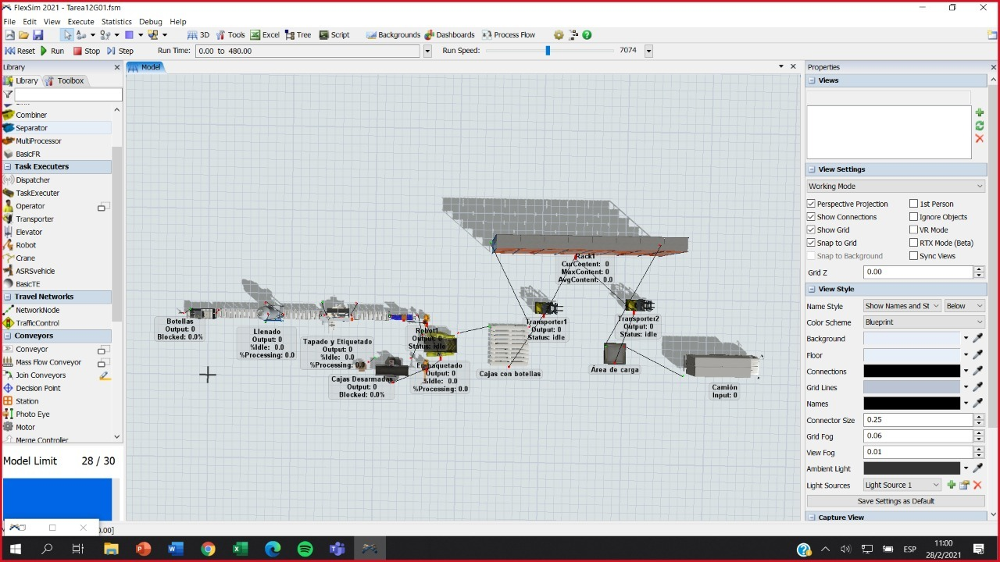 FlexSim 2021 - Tarea12G01.fsm
File Edit View Execute Statistics Debug Help
3D Tools Excel Tree Script Backgrounds Dashboards Process Flow
Reset Run Stop Step Run Time: 0.00 to 480.00 Run Speed: 7074
Library
Library Toolbox
Combiner
Separator
MultiProcessor
BasicFR
Task Executers
Dispatcher
TaskExecuter
Operator
Transporter
Elevator
Robot
Crane
ASRSvehicle
BasicTE
Travel Networks
NetworkNode
TrafficControl
Conveyors
Conveyor
Mass Flow Conveyor
Join Conveyors
Decision Point
Station
Photo Eye
Motor
Merge Controller
Model Limit 28 / 30
0.00]
Model
Botellas
Output: 0
Blocked: 0.0%
Llenado
Output: 0
%Idle: 0.0
%Processing: 0.0
Tapado y Etiquetado
Output: 0
%Idle: 0.0
%Processing: 0.0
Cajas Desarmadas
Output: 0
Blocked: 0.0%
Robot1
Output: 0
Status: idle
Empaquetado
Output: 0
%Idle: 0.0
%Processing: 0.0
Cajas con botellas
Rack1
CurContent: 0
MaxContent: 0
AvgContent: 0.0
Transporter1
Output: 0
Status: idle
Transporter2
Output: 0
Status: idle
Área de carga
Camión
Input: 0
Properties
Views
View Settings
Working Mode
Perspective Projection 1st Person
Show Connections Ignore Objects
Show Grid VR Mode
Snap to Grid RTX Mode (Beta)
Snap to Background Sync Views
Grid Z 0.00
View Style
Name Style Show Names and St Below
Color Scheme Blueprint
Background
Floor
Connections
Grid Lines
Names
Connector Size 0.25
Grid Fog 0.06
View Fog 0.01
Ambient Light
Light Sources Light Source 1
Save Settings as Default
Capture View
ESP
11:00
28/2/2021